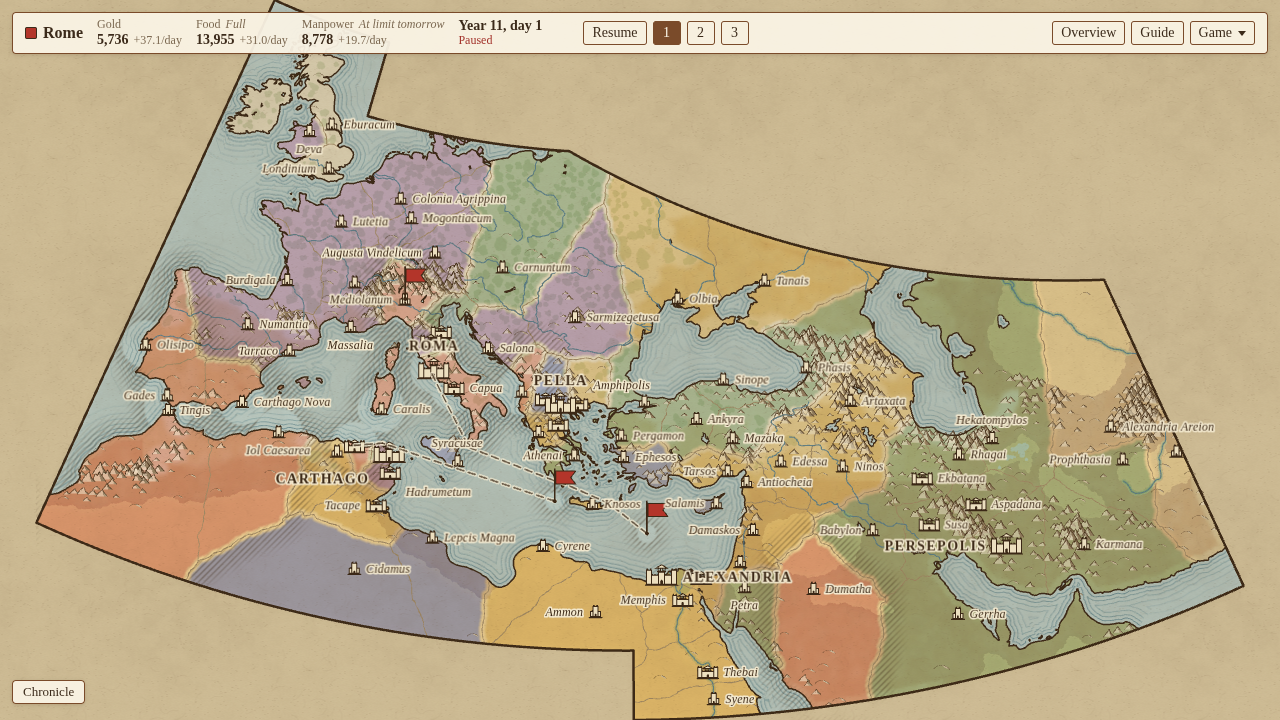 Rome
Gold
5,736 +37.1/day
Food Full
13,955 +31.0/day
Manpower At limit tomorrow
8,778 +19.7/day
Year 11, day 1
Paused
Resume
1
2
3
Overview
Guide
Game
Eburacum
Deva
Londinium
Colonia Agrippina
Lutetia
Mogontiacum
Augusta Vindelicum
Carnuntum
Burdigala
Mediolanum
Tanais
Olbia
Numantia
Sarmizegetusa
Olisipo
Tarraco
Massalia
ROMA
Salona
Phasis
Gades
Tingis
Carthago Nova
Caralis
Capua
PELLA
Amphipolis
Sinope
Artaxata
Ankyra
Hekatompylos
Alexandria Areion
Iol Caesarea
Syracusae
Athenai
Pergamon
Mazaka
Ephesos
Edessa
Ninos
Rhagai
Prophthasia
CARTHAGO
Hadrumetum
Tarsos
Antiocheia
Ekbatana
Tacape
Knosos
Salamis
Aspadana
Lepcis Magna
Cyrene
Damaskos
Babylon
Susa
PERSEPOLIS
Karmana
Cidamus
ALEXANDRIA
Dumatha
Ammon
Memphis
Petra
Gerrha
Thebai
Syene
Chronicle